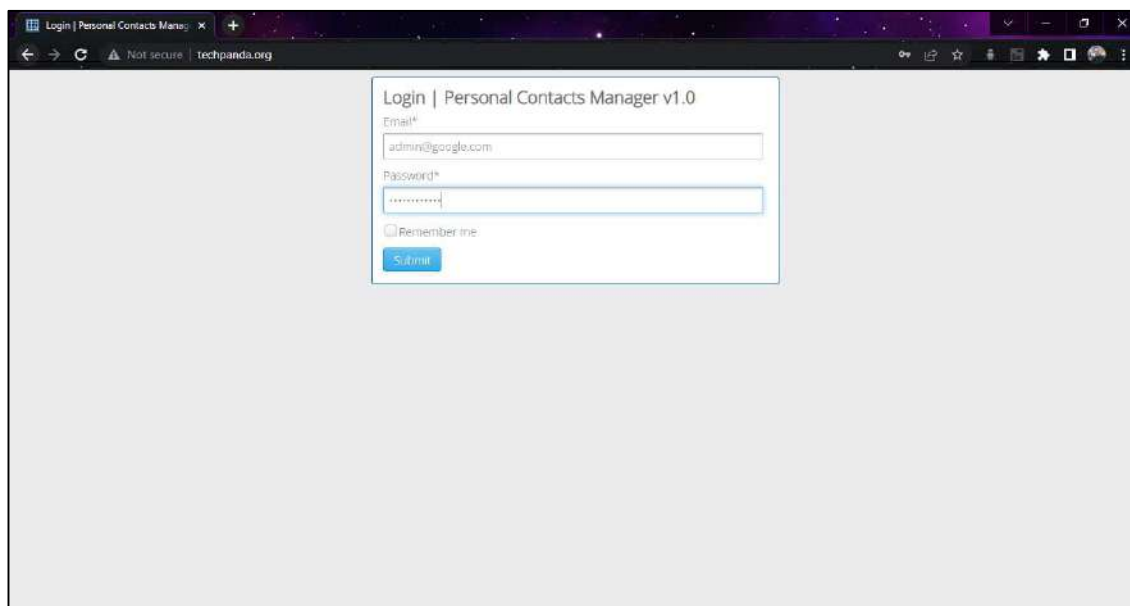 Login | Personal Contacts Manag
Not secure | techpanda.org
Login | Personal Contacts Manager v1.0
Email*
admin@google.com
Password*
••••••••••••
Remember me
Submit